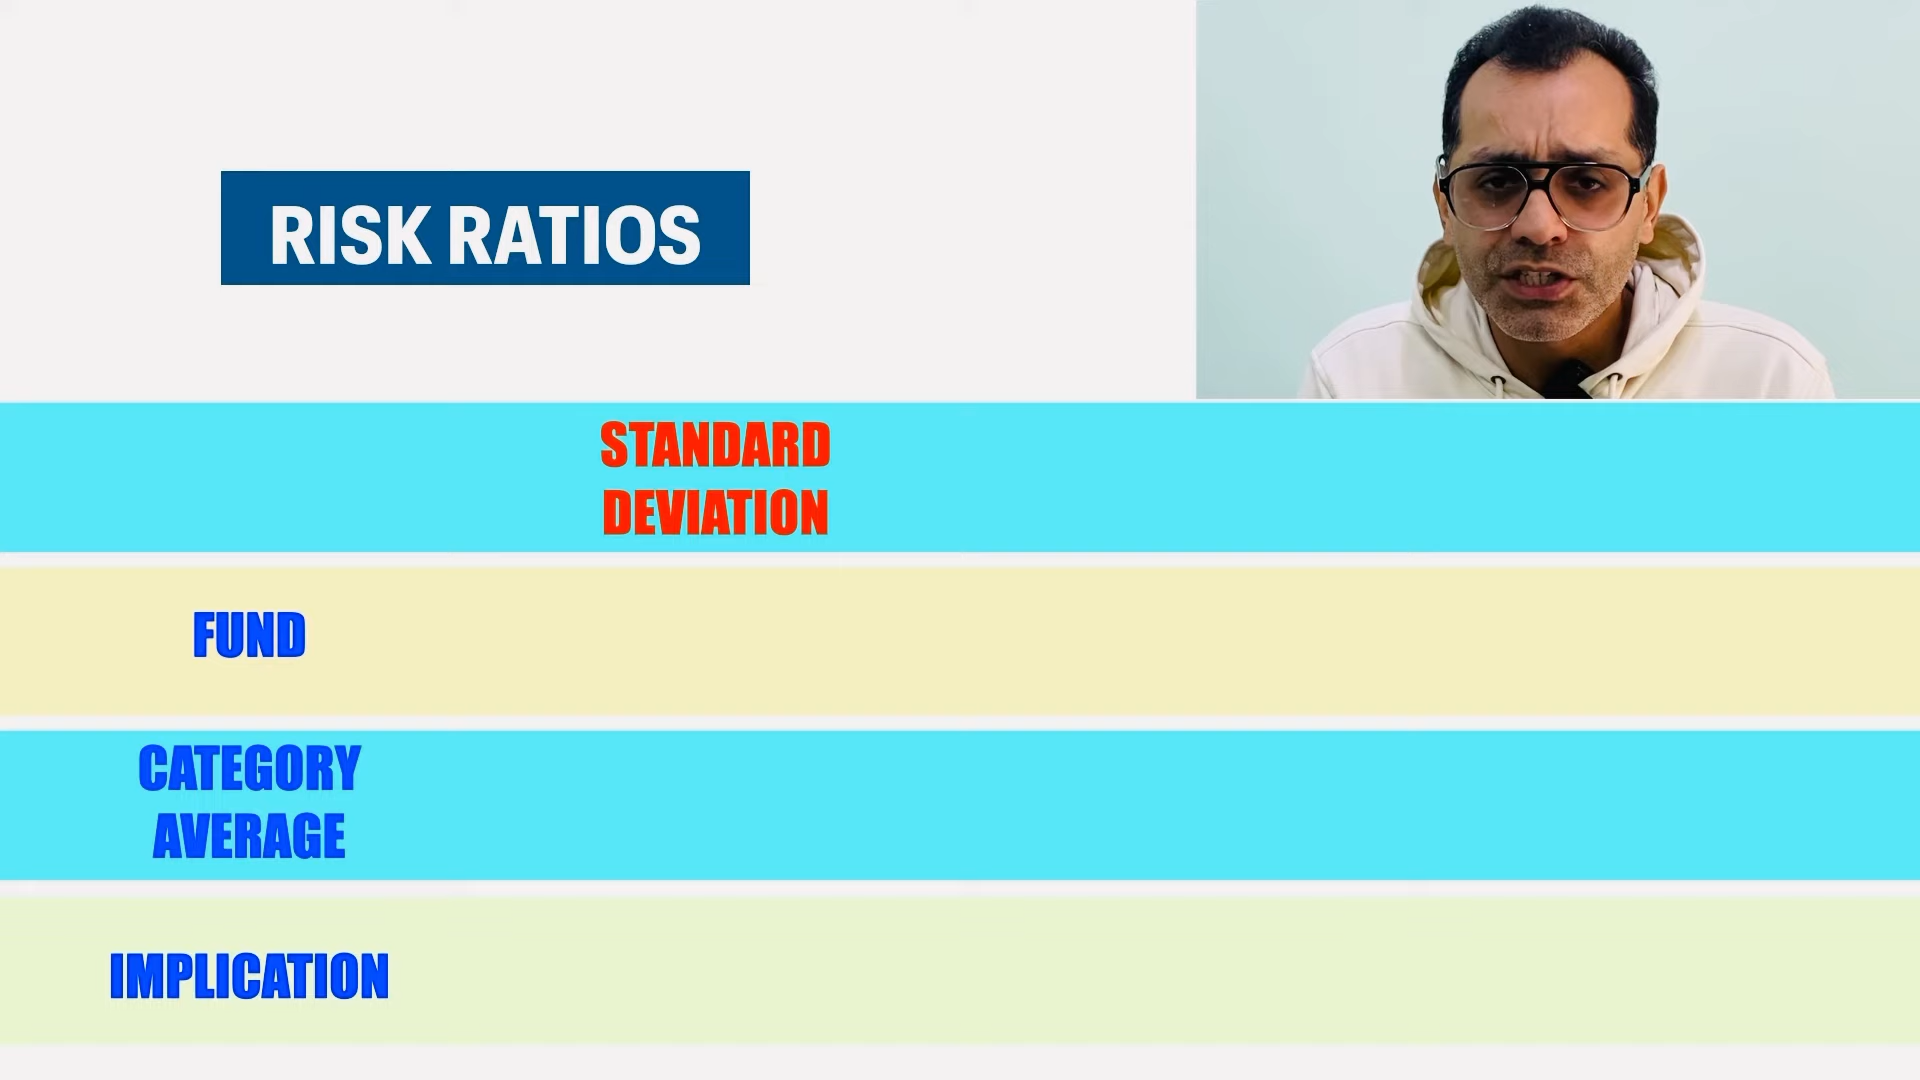 RISK RATIOS
STANDARD
DEVIATION
FUND
CATEGORY
AVERAGE
IMPLICATION